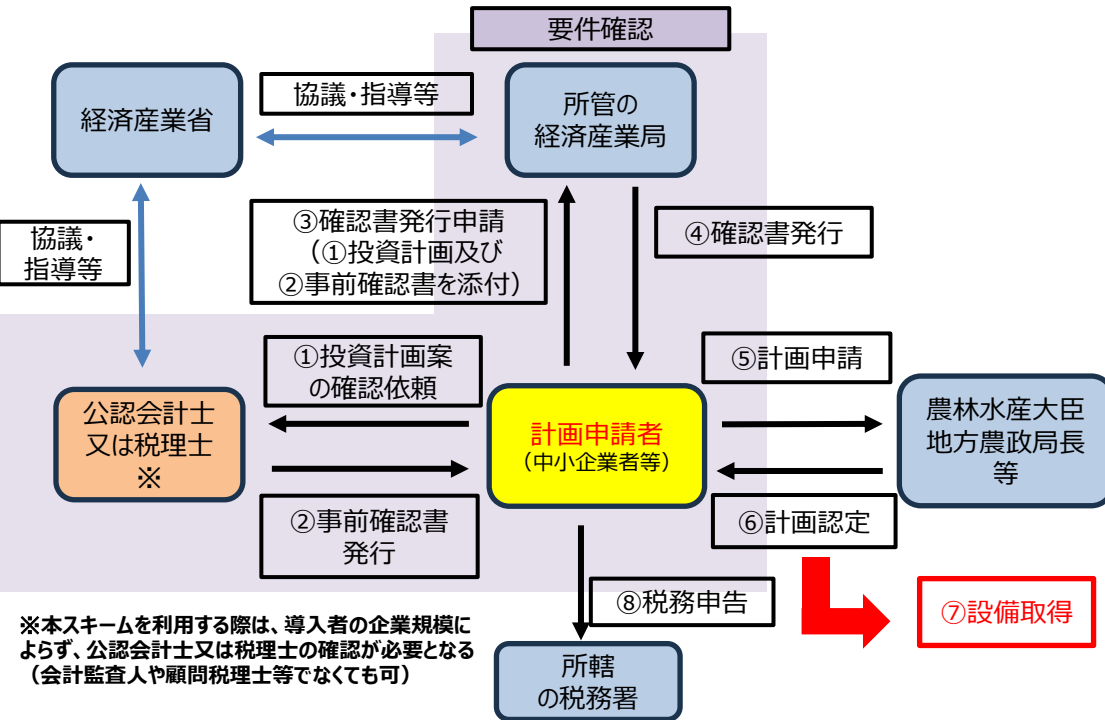 要件確認
経済産業省
協議・指導等
所管の
経済産業局
協議・
指導等
③確認書発行申請
（①投資計画及び
②事前確認書を添付）
④確認書発行
①投資計画案
の確認依頼
⑤計画申請
公認会計士
又は税理士
※
計画申請者
（中小企業者等）
農林水産大臣
地方農政局長
等
②事前確認書
発行
⑥計画認定
⑧税務申告
⑦設備取得
※本スキームを利用する際は、導入者の企業規模に
よらず、公認会計士又は税理士の確認が必要となる
（会計監査人や顧問税理士等でなくても可）
所轄
の税務署